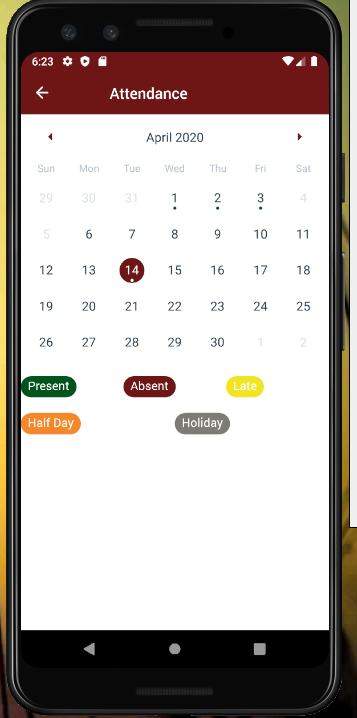 6:23
Attendance
April 2020
Sun Mon Tue Wed Thu Fri Sat
29 30 31 1 2 3 4
5 6 7 8 9 10 11
12 13 14 15 16 17 18
19 20 21 22 23 24 25
26 27 28 29 30 1 2
Present Absent Late
Half Day Holiday